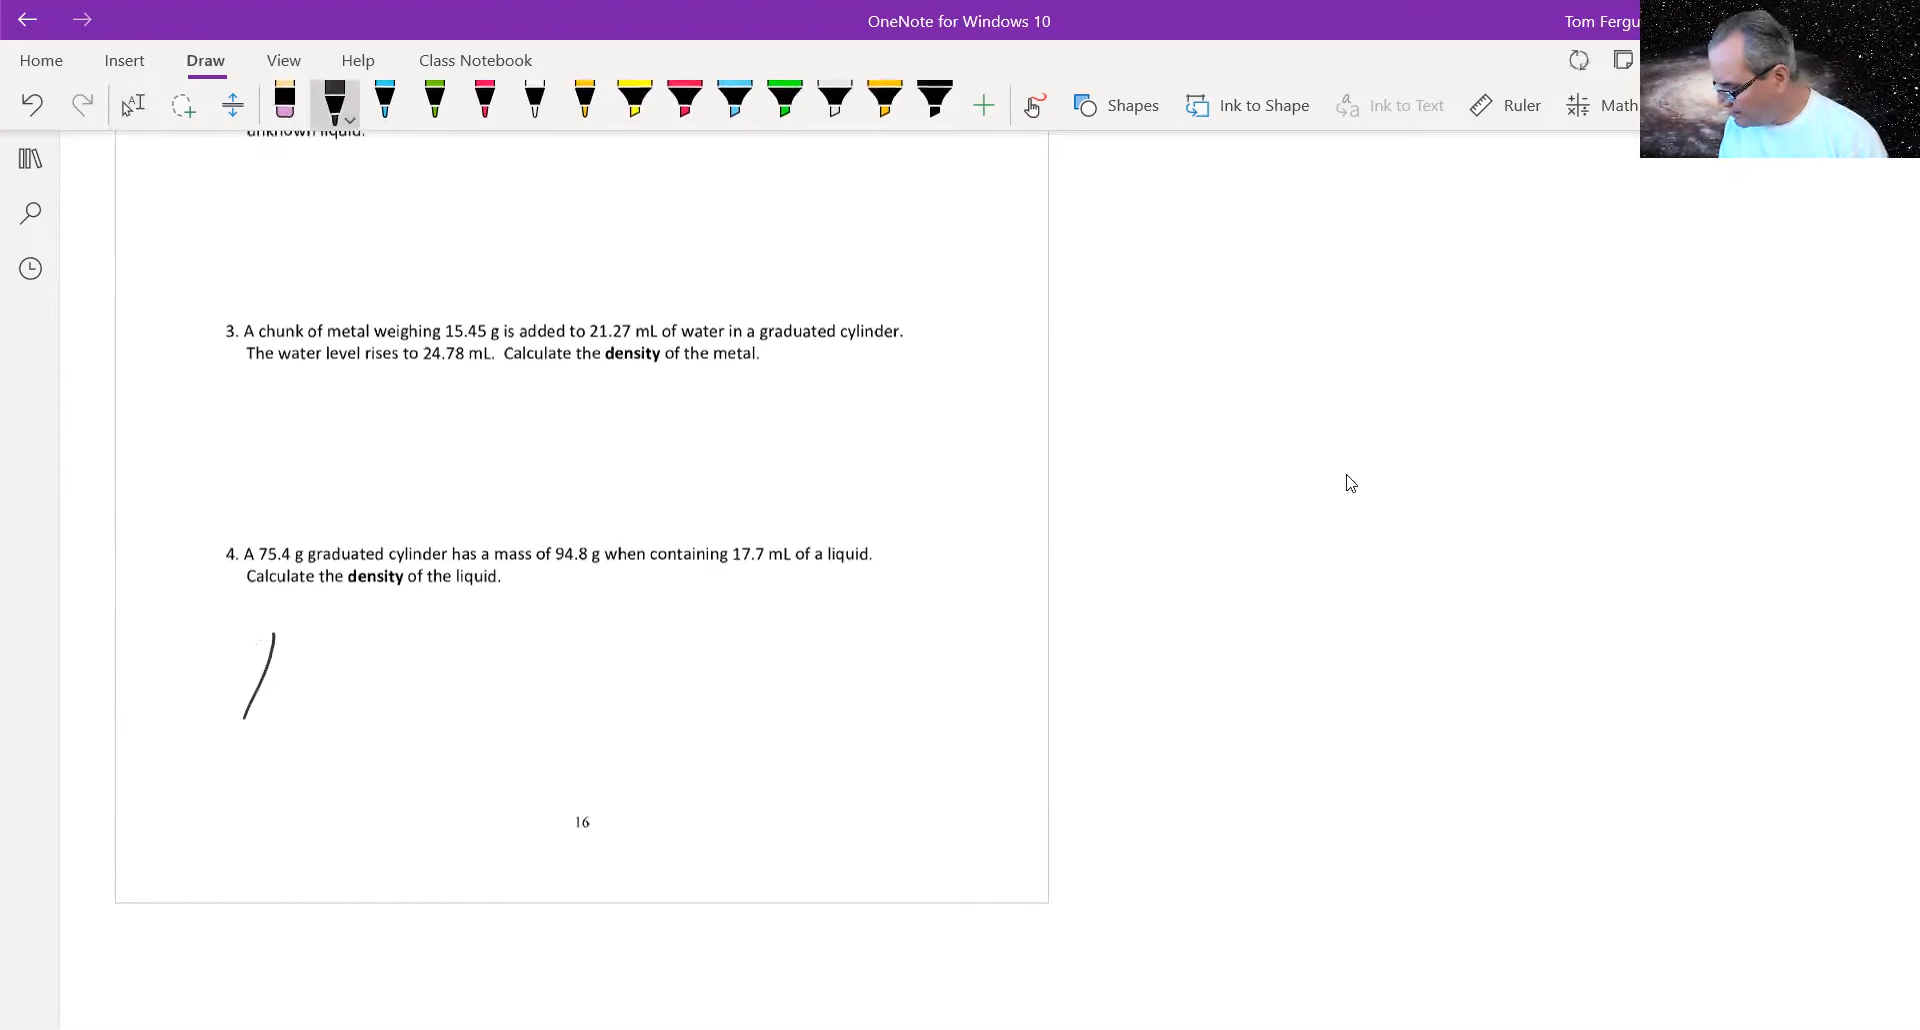 OneNote for Windows 10
Tom Fergu
Home Insert Draw View Help Class Notebook
Shapes Ink to Shape Ink to Text Ruler Math
unknown liquid.
3. A chunk of metal weighing 15.45 g is added to 21.27 mL of water in a graduated cylinder.
The water level rises to 24.78 mL. Calculate the density of the metal.
4. A 75.4 g graduated cylinder has a mass of 94.8 g when containing 17.7 mL of a liquid.
Calculate the density of the liquid.
16